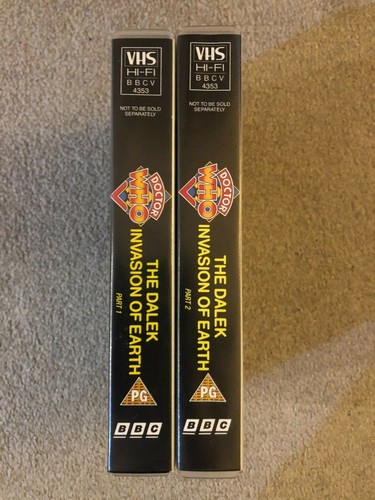 VHS
HI-FI
BBCV
4353
NOT TO BE SOLD
SEPARATELY
DOCTOR
WHO
THE DALEK
INVASION OF EARTH
PART 1
PG
BBC
VHS
HI-FI
BBCV
4353
NOT TO BE SOLD
SEPARATELY
DOCTOR
WHO
THE DALEK
INVASION OF EARTH
PART 2
PG
BBC